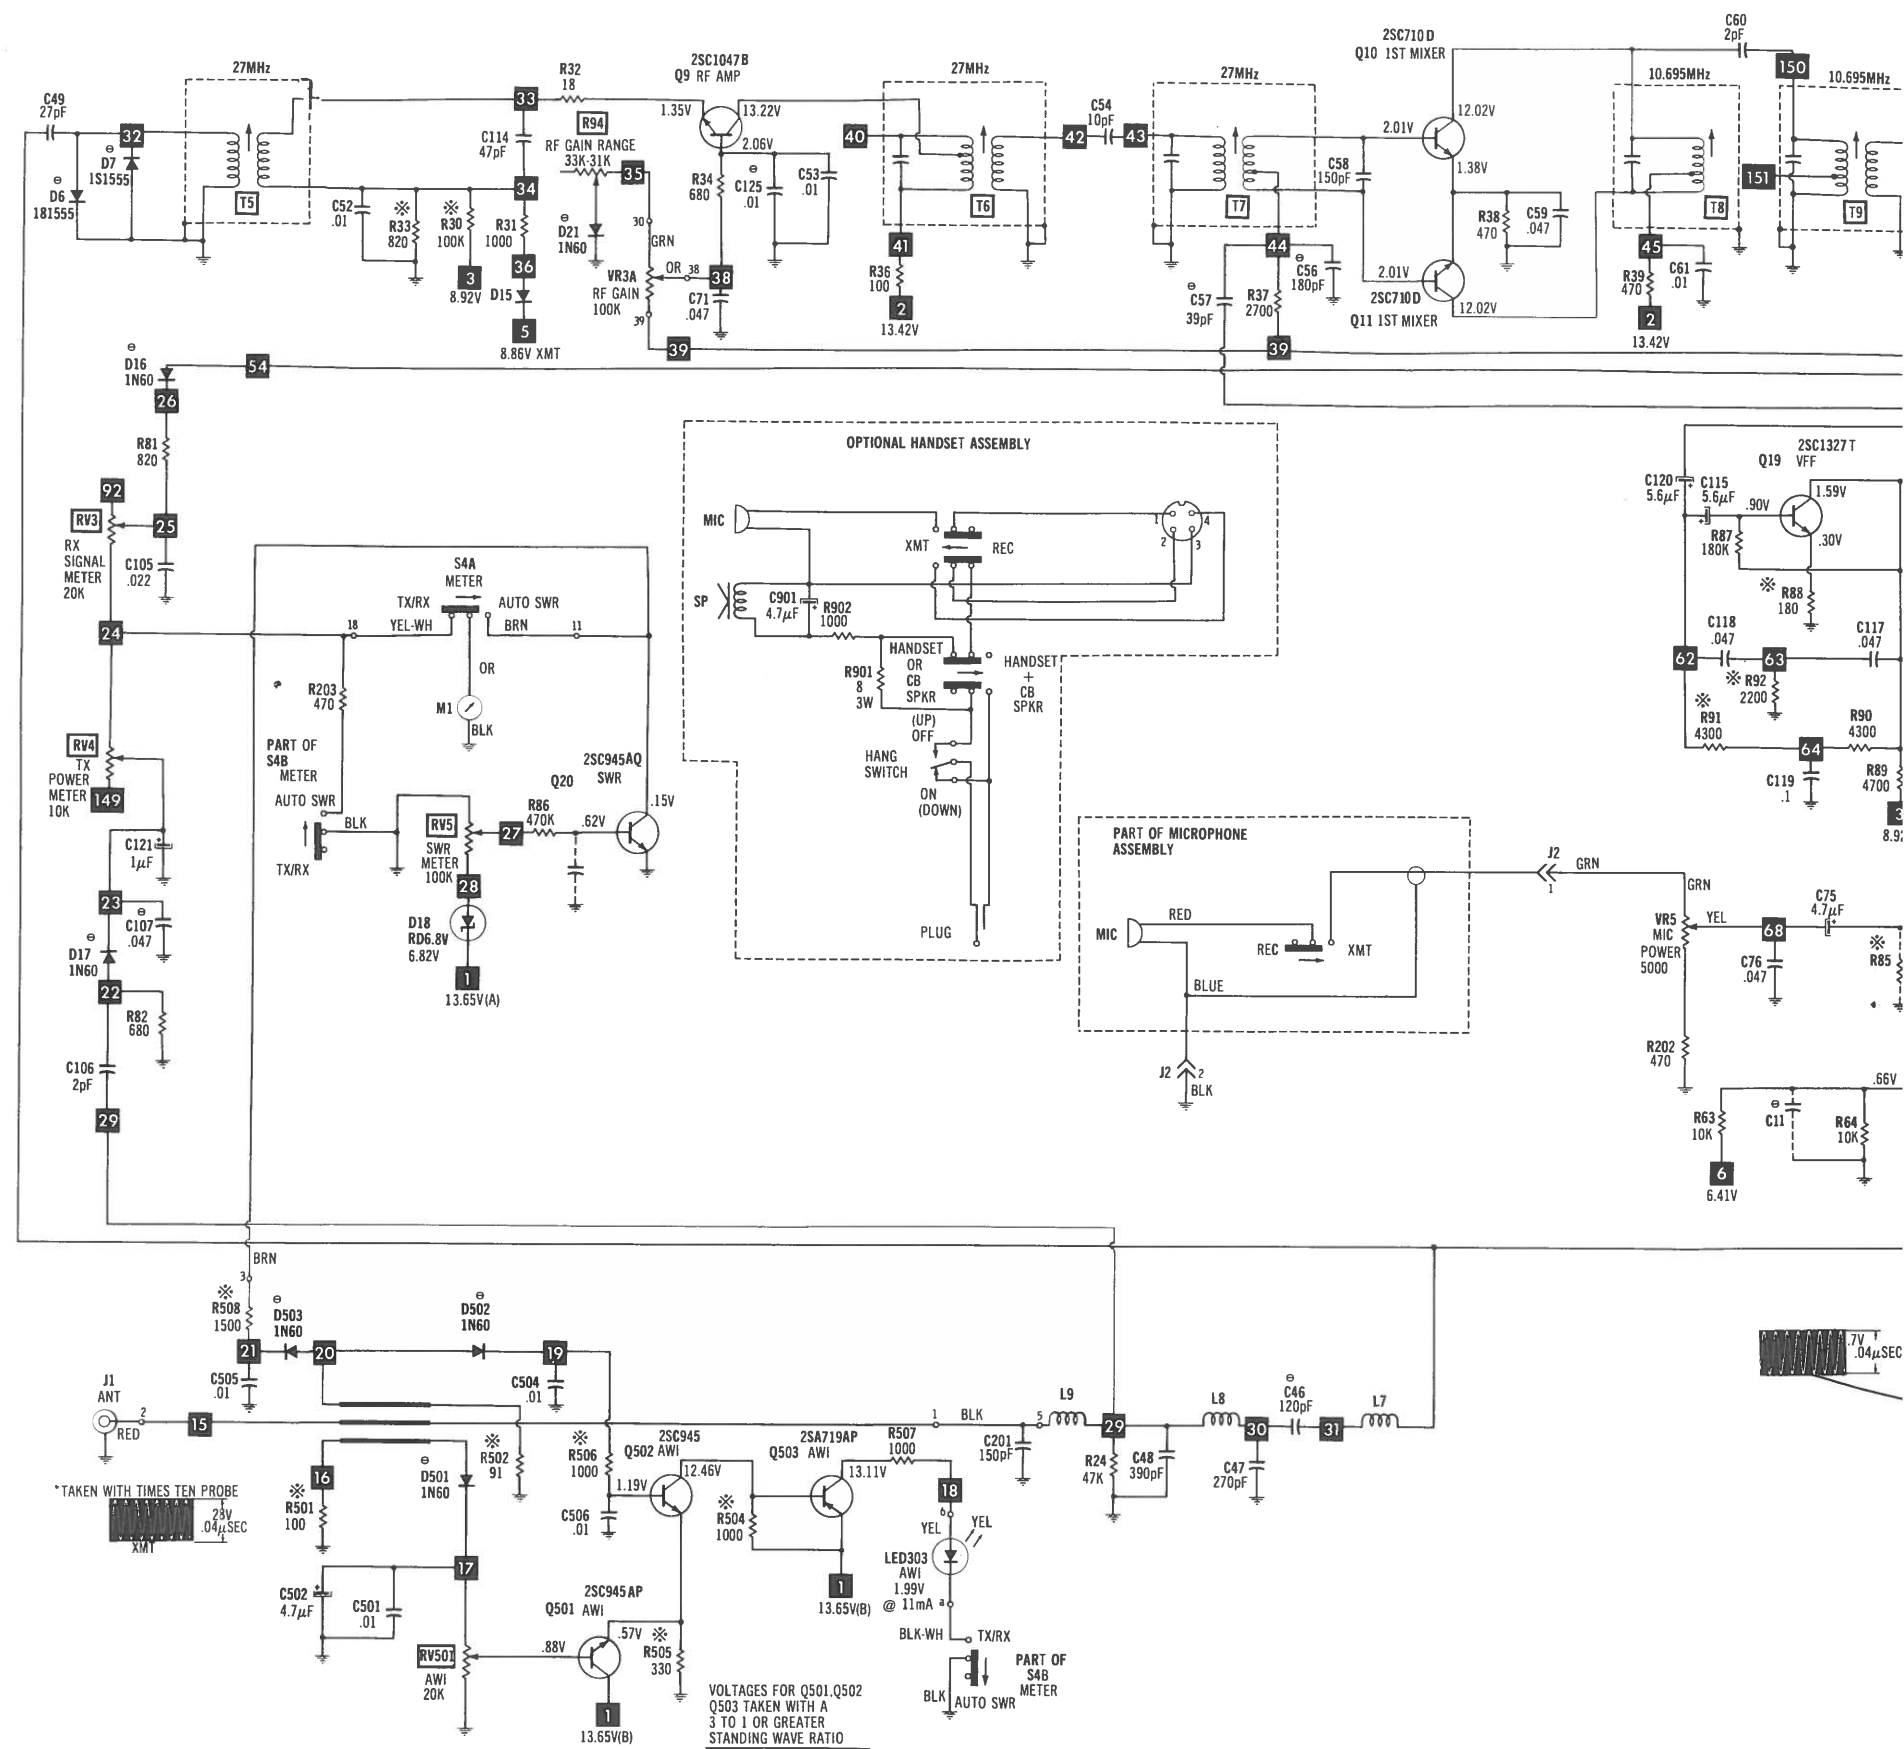 C60
2pF
2SC710D
Q10 1ST MIXER
150
10.695MHz
10.695MHz
2SC1047B
Q9 RF AMP
27MHz
R32
18
27MHz
27MHz
C49
27pF
32
33
1.35V
13.22V
R94
RF GAIN RANGE
33K-31K
35
2.06V
40
42
C54
10pF
43
2.01V
12.02V
1.38V
C58
150pF
151
D7
1S1555
D6
181555
T5
C114
47pF
34
C52
.01
※
R33
820
※
R30
100K
R31
1000
3
8.92V
36
D15
5
8.86V XMT
D21
1N60
30
GRN
OR 38
VR3A
RF GAIN
100K
39
R34
680
C125
.01
C53
.01
38
C71
.047
T6
41
R36
100
2
13.42V
T7
44
C56
180pF
C57
39pF
R37
2700
R38
470
C59
.047
2.01V
2SC710D
Q11 1ST MIXER
12.02V
T8
T9
45
R39
470
C61
.01
2
13.42V
39
39
D16
1N60
54
26
R81
820
92
RV3
25
RX
SIGNAL
METER
20K
C105
.022
24
RV4
TX
POWER
METER
10K
149
C121
1μF
23
C107
.047
D17
1N60
22
R82
680
C106
2pF
29
S4A
METER
TX/RX
AUTO SWR
18
YEL-WH
BRN
11
OR
R203
470
M1
BLK
PART OF
S4B
METER
AUTO SWR
BLK
TX/RX
2SC945AQ
SWR
Q20
.15V
RV5
SWR
METER
100K
27
R86
470K
.62V
28
D18
RD6.8V
6.82V
1
13.65V(A)
OPTIONAL HANDSET ASSEMBLY
MIC
XMT
REC
1
4
2
3
SP
C901
4.7μF
R902
1000
R901
8
3W
HANDSET
OR
CB
SPKR
HANDSET
+
CB
SPKR
(UP)
OFF
HANG
SWITCH
ON
(DOWN)
PLUG
PART OF MICROPHONE
ASSEMBLY
MIC
RED
REC
XMT
BLUE
J2
1
GRN
J2
2
BLK
2SC1327T
Q19 VFF
C120
5.6μF
C115
5.6μF
1.59V
.90V
.30V
R87
180K
※
R88
180
C118
.047
C117
.047
62
63
※ R92
2200
※
R91
4300
64
R90
4300
C119
.1
R89
4700
3
GRN
VR5
MIC
POWER
5000
YEL
68
C75
4.7μF
C76
.047
※
R85
R202
470
.66V
R63
10K
C11
R64
10K
6
6.41V
BRN
3
※
R508
1500
D503
1N60
D502
1N60
21
20
19
C505
.01
C504
.01
J1
ANT
2
RED
15
1
BLK
5
L9
29
L8
30
C46
120pF
31
L7
.7V
.04μSEC
C201
150pF
R24
47K
C48
390pF
C47
270pF
16
※
R501
100
D501
1N60
※
R502
91
※
R506
1000
2SC945
Q502 AWI
12.46V
1.19V
C506
.01
2SA719AP
Q503 AWI
R507
1000
13.11V
※
R504
1000
18
6
YEL
YEL
LED303
AWI
1.99V
@ 11mA
a
1
13.65V(B)
*TAKEN WITH TIMES TEN PROBE
28V
.04μSEC
XMT
17
C502
4.7μF
C501
.01
2SC945AP
Q501 AWI
RV501
AWI
20K
.88V
.57V
※
R505
330
1
13.65V(B)
BLK-WH
TX/RX
PART OF
S4B
METER
BLK
AUTO SWR
VOLTAGES FOR Q501,Q502
Q503 TAKEN WITH A
3 TO 1 OR GREATER
STANDING WAVE RATIO